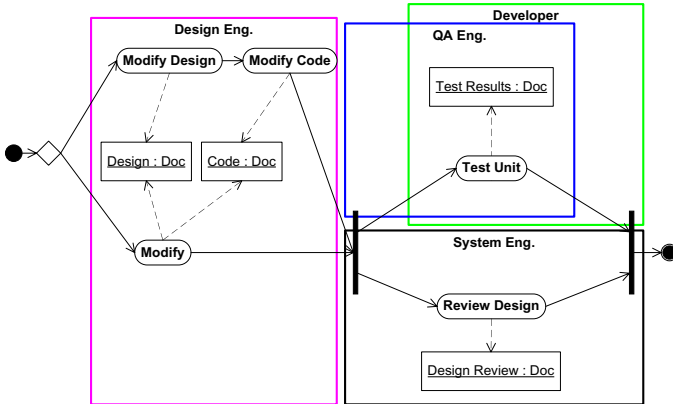 Developer
Design Eng.
QA Eng.
Modify Design
Modify Code
Test Results : Doc
Design : Doc
Code : Doc
Test Unit
Modify
System Eng.
Review Design
Design Review : Doc